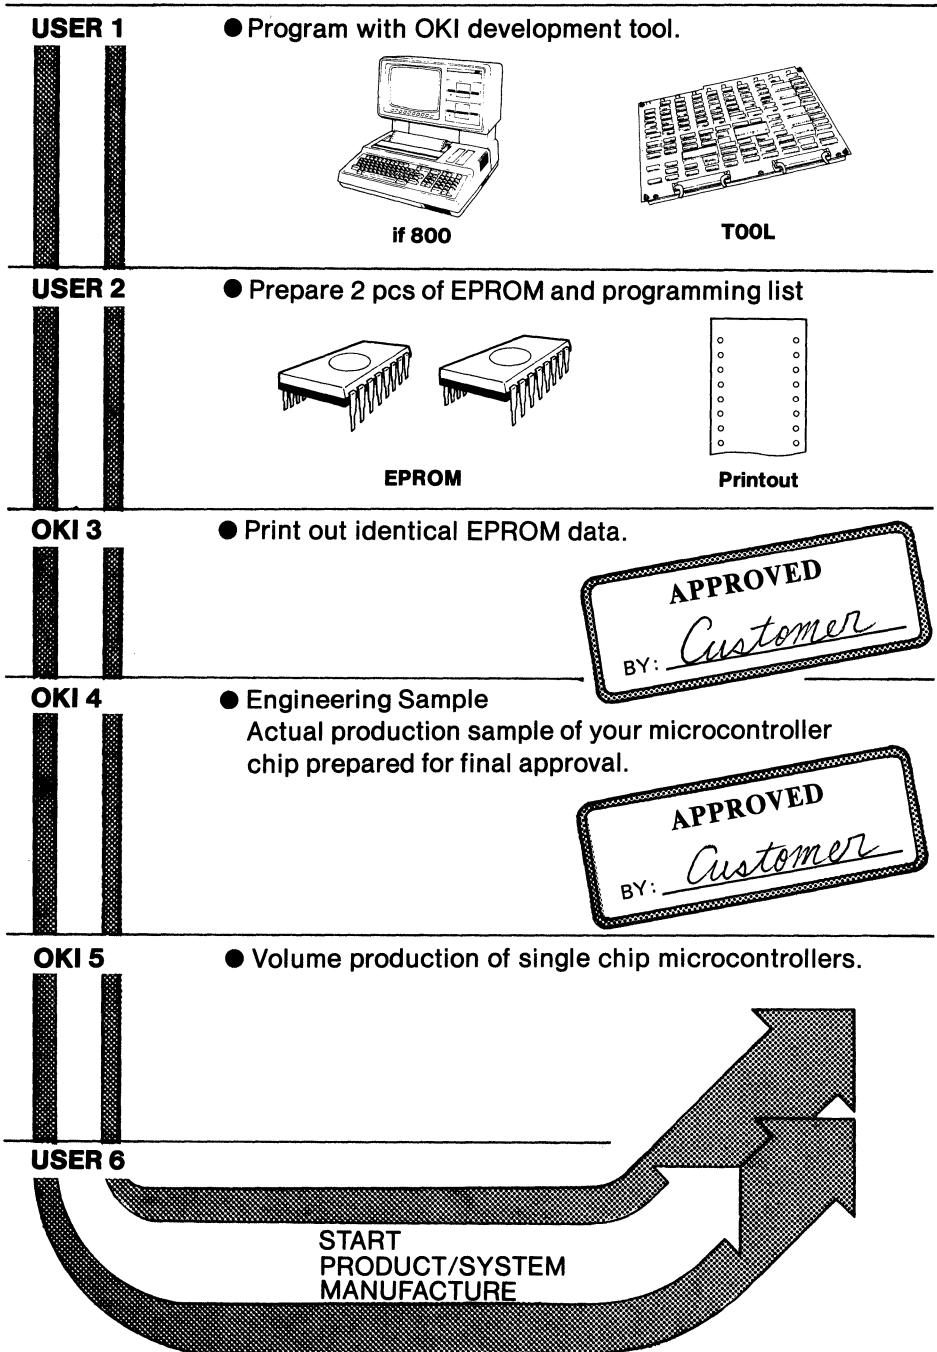 USER 1
● Program with OKI development tool.
if 800
TOOL
USER 2
● Prepare 2 pcs of EPROM and programming list
EPROM
Printout
OKI 3
● Print out identical EPROM data.
APPROVED
BY: Customer
OKI 4
● Engineering Sample
Actual production sample of your microcontroller
chip prepared for final approval.
APPROVED
BY: Customer
OKI 5
● Volume production of single chip microcontrollers.
USER 6
START
PRODUCT/SYSTEM
MANUFACTURE